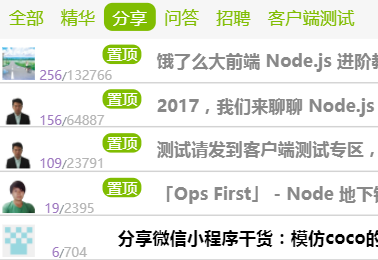 全部 精华 分享 问答 招聘 客户端测试
置顶 饿了么大前端 Node.js 进阶教
256/132766
置顶 2017，我们来聊聊 Node.js
156/64887
置顶 测试请发到客户端测试专区，
109/23791
置顶 「Ops First」 - Node 地下
19/2395
分享微信小程序干货：模仿coco的
6/704